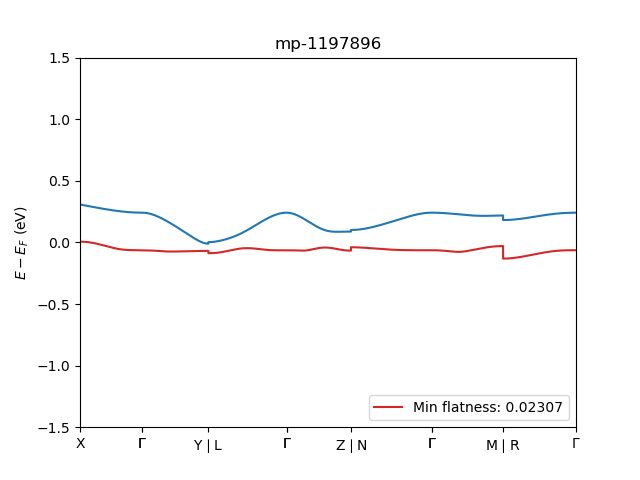 mp-1197896
E − E_F (eV)
1.5
1.0
0.5
0.0
−0.5
−1.0
−1.5
Min flatness: 0.02307
X Γ Y | L Γ Z | N Γ M | R Γ